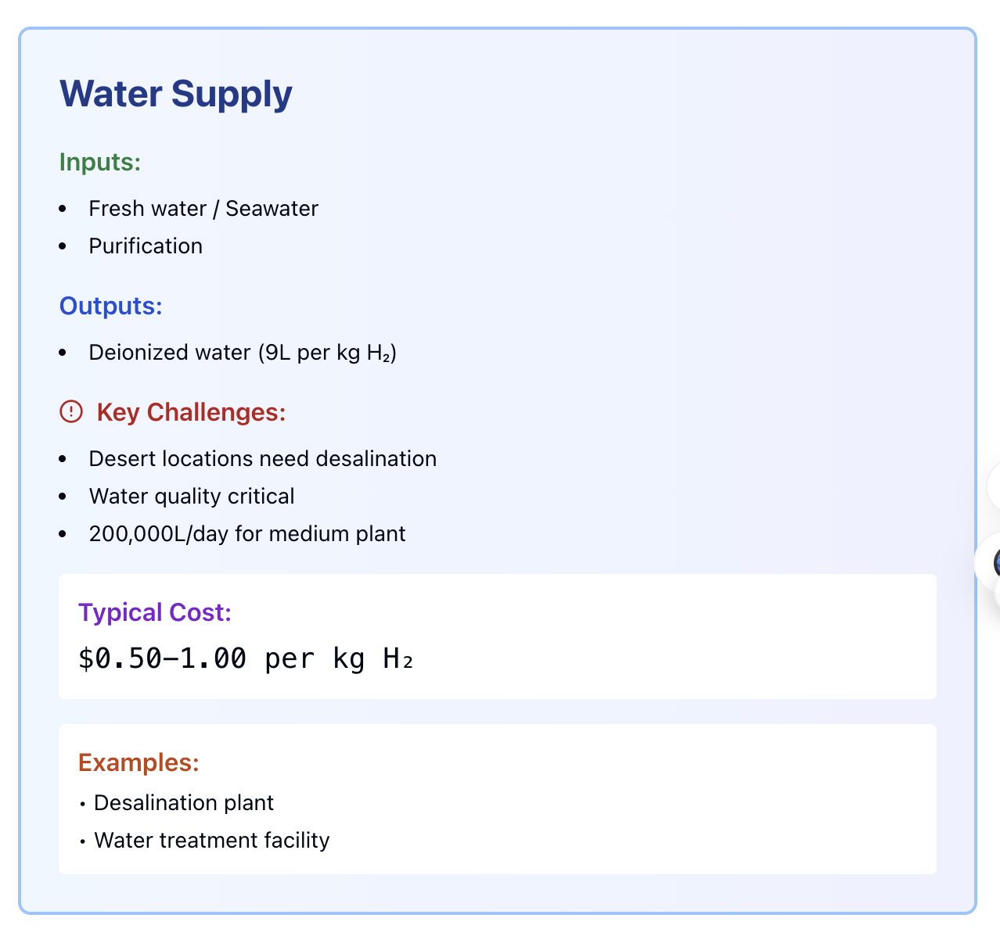 Water Supply
Inputs:
• Fresh water / Seawater
• Purification
Outputs:
• Deionized water (9L per kg H₂)
Key Challenges:
• Desert locations need desalination
• Water quality critical
• 200,000L/day for medium plant
Typical Cost:
$0.50–1.00 per kg H₂
Examples:
• Desalination plant
• Water treatment facility